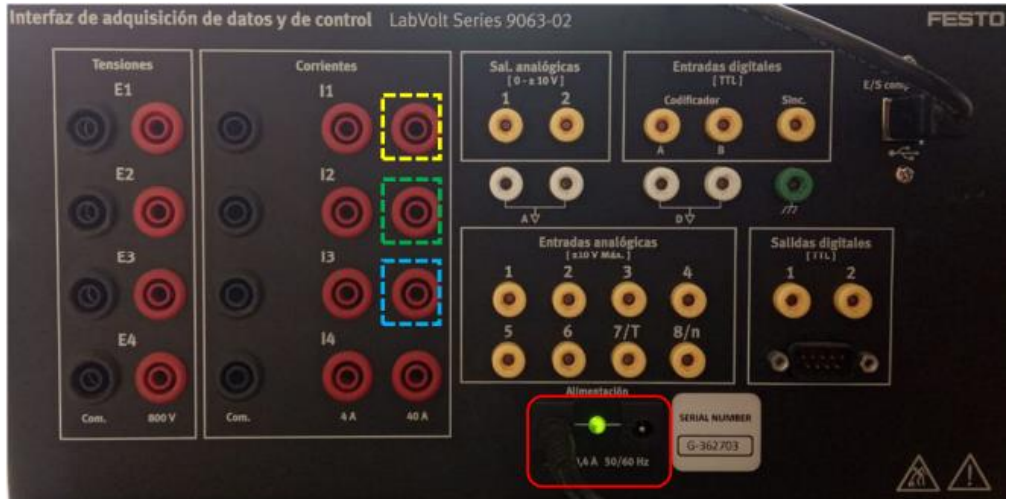 Interfaz de adquisición de datos y de control LabVolt Series 9063-02
FESTO
Tensiones
E1
E2
E3
E4
Com. 800 V
Corrientes
I1
I2
I3
I4
Com. 4 A 40 A
Sal. analógicas
[ 0 - ± 10 V ]
1 2
A
Entradas digitales
[ TTL ]
Codificador Sinc.
A B
D
E/S
Entradas analógicas
[ ±10 V Máx. ]
1 2 3 4
5 6 7/T 8/n
Salidas digitales
[ TTL ]
1 2
Alimentación
,6 A 50/60 Hz
SERIAL NUMBER
G-362703